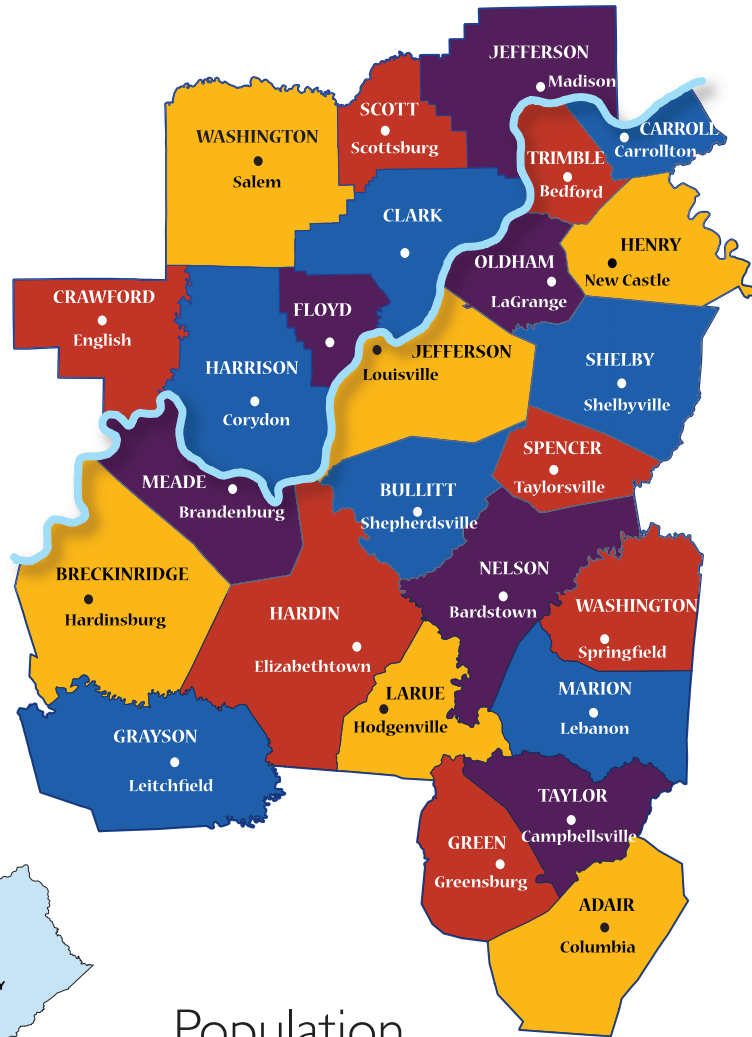 JEFFERSON
Madison
SCOTT
Scottsburg
WASHINGTON
Salem
CARROLL
Carrollton
TRIMBLE
Bedford
CLARK
HENRY
New Castle
OLDHAM
LaGrange
CRAWFORD
English
FLOYD
HARRISON
Corydon
JEFFERSON
Louisville
SHELBY
Shelbyville
SPENCER
Taylorsville
MEADE
Brandenburg
BULLITT
Shepherdsville
BRECKINRIDGE
Hardinsburg
NELSON
Bardstown
HARDIN
Elizabethtown
WASHINGTON
Springfield
LARUE
Hodgenville
MARION
Lebanon
GRAYSON
Leitchfield
TAYLOR
Campbellsville
GREEN
Greensburg
ADAIR
Columbia
Y
Population